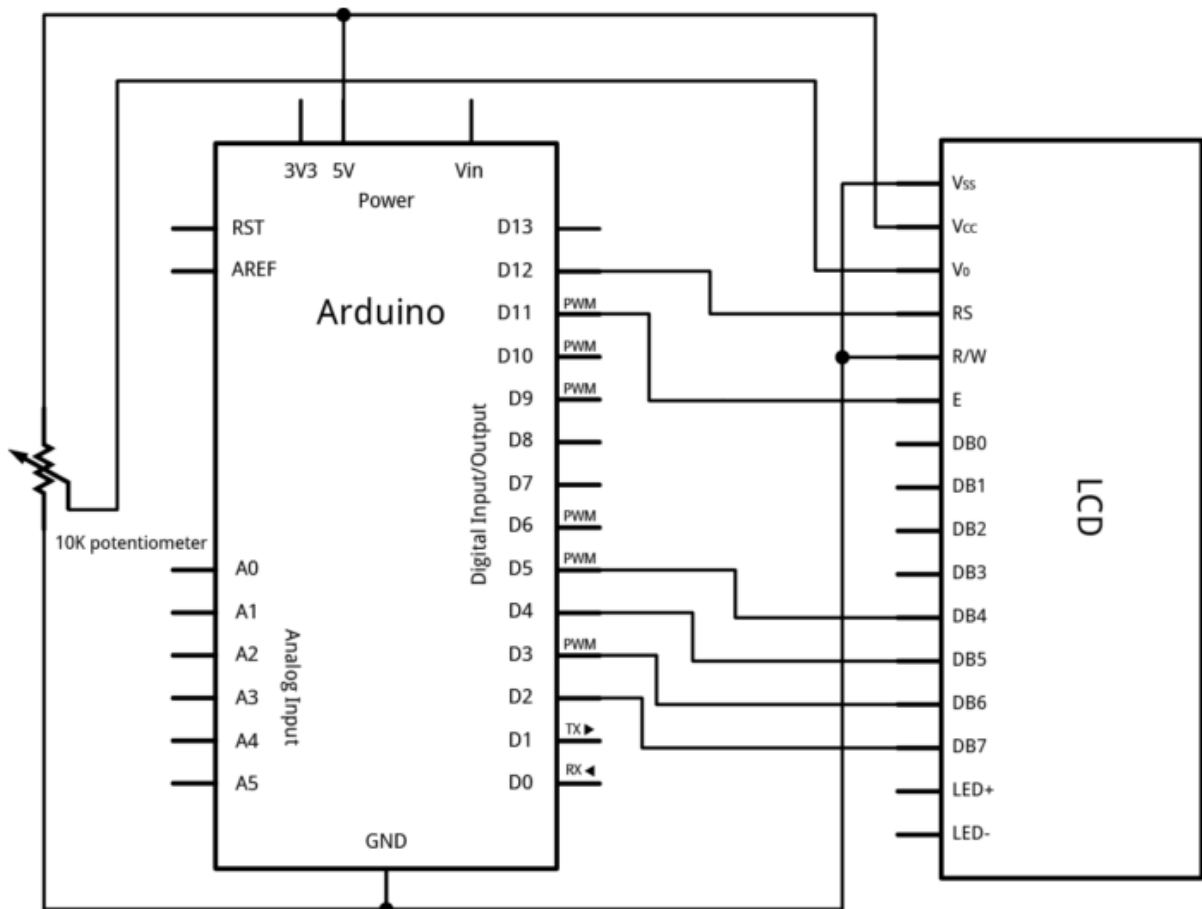 3V3 5V Vin
Power
RST
AREF
Arduino
D13
D12
D11 PWM
D10 PWM
D9 PWM
D8
D7
D6 PWM
D5 PWM
D4
D3 PWM
D2
D1 TX
D0 RX
Digital Input/Output
10K potentiometer
A0
A1
A2
A3
A4
A5
Analog Input
GND
Vss
Vcc
V0
RS
R/W
E
DB0
DB1
DB2
DB3
DB4
DB5
DB6
DB7
LED+
LED-
LCD